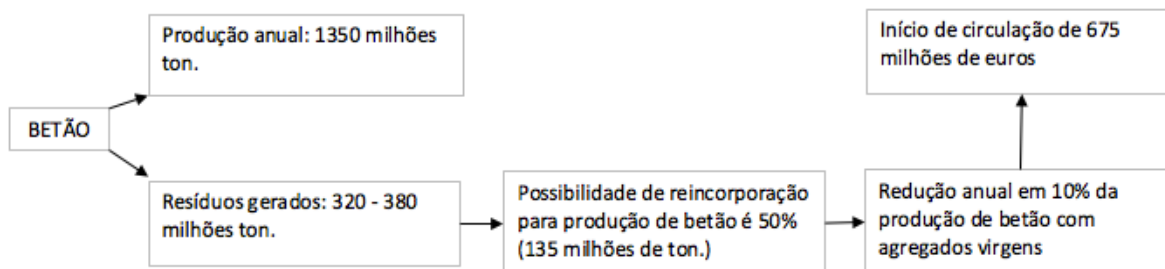 Produção anual: 1350 milhões
ton.
BETÃO
Resíduos gerados: 320 - 380
milhões ton.
Possibilidade de reincorporação
para produção de betão é 50%
(135 milhões de ton.)
Redução anual em 10% da
produção de betão com
agregados virgens
Início de circulação de 675
milhões de euros